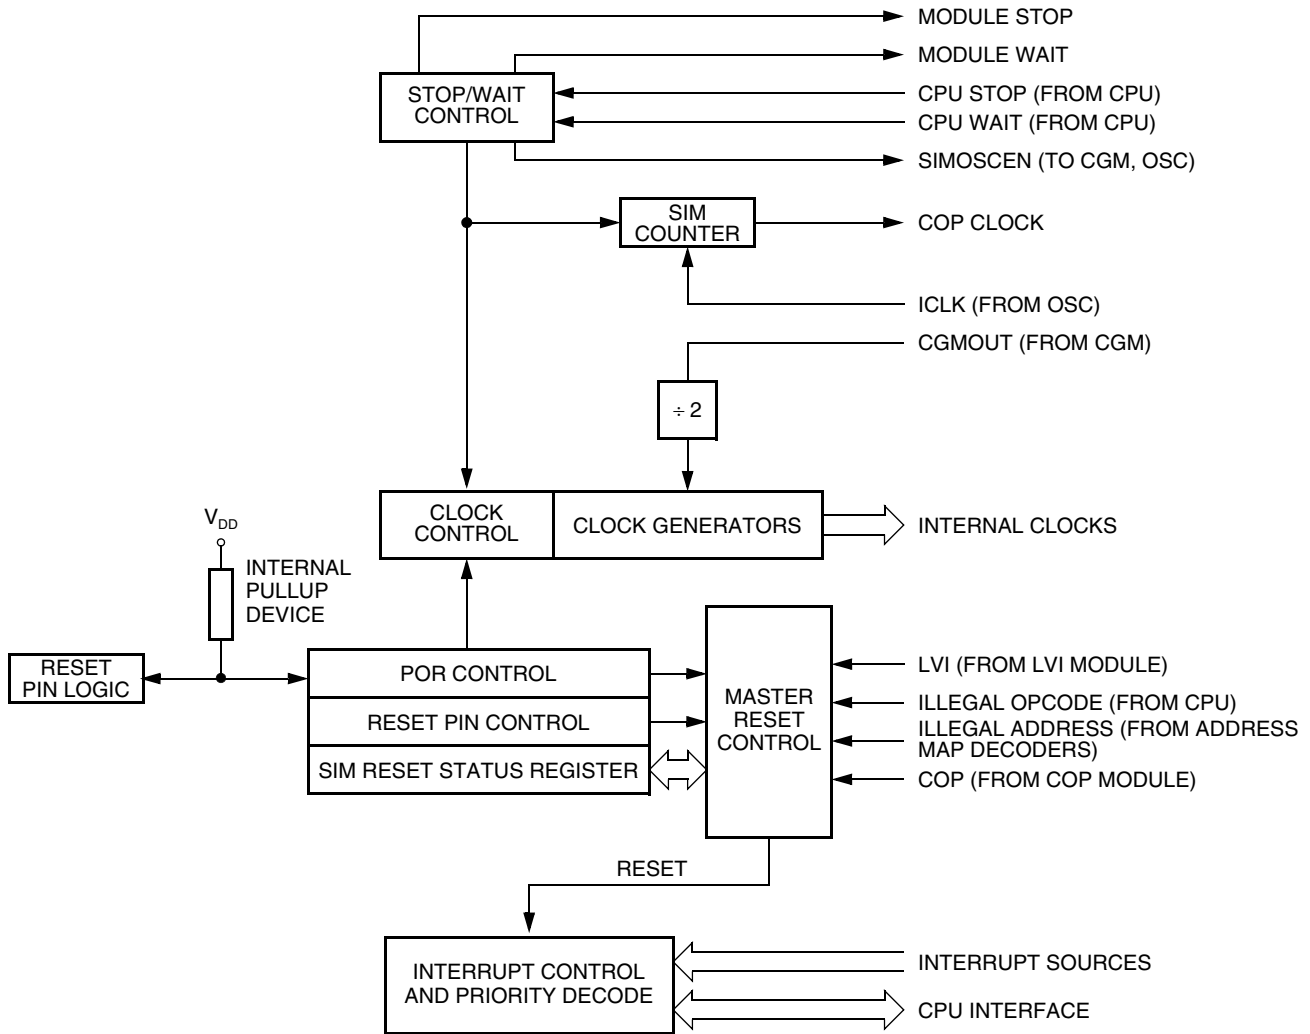 MODULE STOP
MODULE WAIT
STOP/WAIT
CONTROL
CPU STOP (FROM CPU)
CPU WAIT (FROM CPU)
SIMOSCEN (TO CGM, OSC)
SIM
COUNTER
COP CLOCK
ICLK (FROM OSC)
CGMOUT (FROM CGM)
÷ 2
CLOCK
CONTROL
CLOCK GENERATORS
INTERNAL CLOCKS
VDD
INTERNAL
PULLUP
DEVICE
RESET
PIN LOGIC
POR CONTROL
RESET PIN CONTROL
SIM RESET STATUS REGISTER
MASTER
RESET
CONTROL
LVI (FROM LVI MODULE)
ILLEGAL OPCODE (FROM CPU)
ILLEGAL ADDRESS (FROM ADDRESS
MAP DECODERS)
COP (FROM COP MODULE)
RESET
INTERRUPT CONTROL
AND PRIORITY DECODE
INTERRUPT SOURCES
CPU INTERFACE